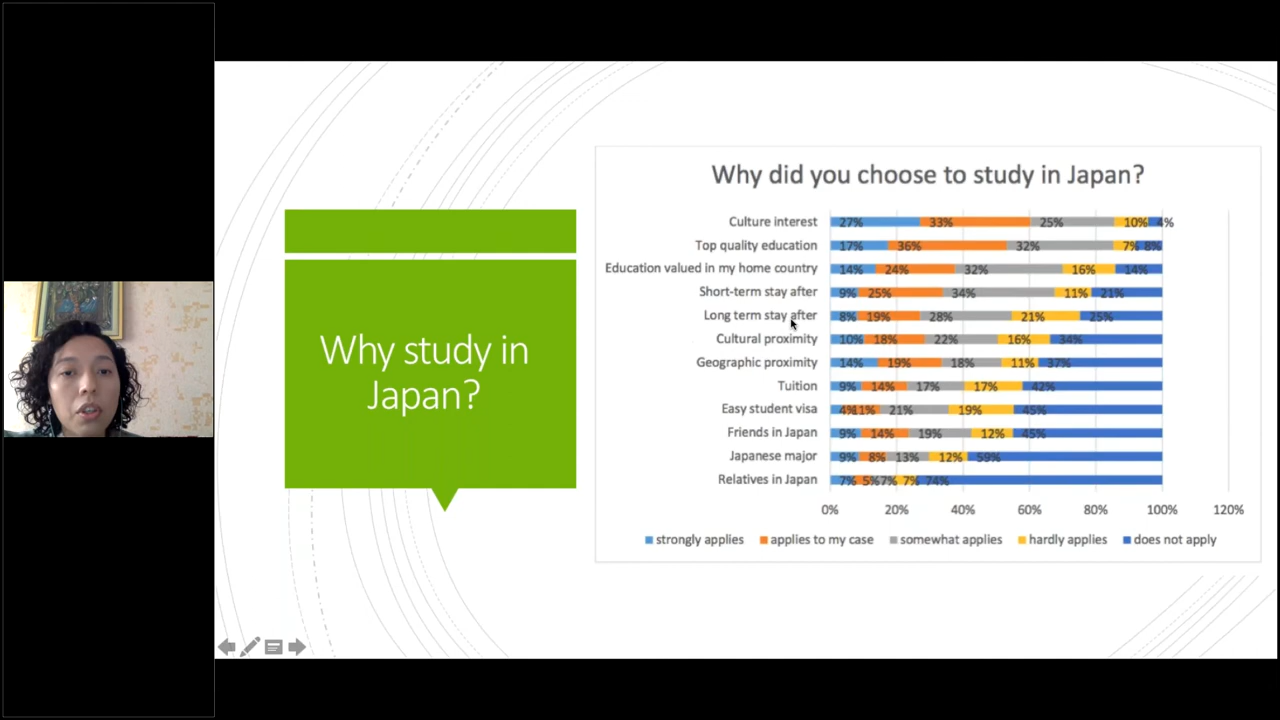 Why study in
Japan?
Why did you choose to study in Japan?
Culture interest 27% 33% 25% 10% 4%
Top quality education 17% 36% 32% 7% 8%
Education valued in my home country 14% 24% 32% 16% 14%
Short-term stay after 9% 25% 34% 11% 21%
Long term stay after 8% 19% 28% 21% 25%
Cultural proximity 10% 18% 22% 16% 34%
Geographic proximity 14% 19% 18% 11% 37%
Tuition 9% 14% 17% 17% 42%
Easy student visa 4% 11% 21% 19% 45%
Friends in Japan 9% 14% 19% 12% 45%
Japanese major 9% 8% 13% 12% 59%
Relatives in Japan 7% 5% 7% 7% 74%
0% 20% 40% 60% 80% 100% 120%
strongly applies applies to my case somewhat applies hardly applies does not apply